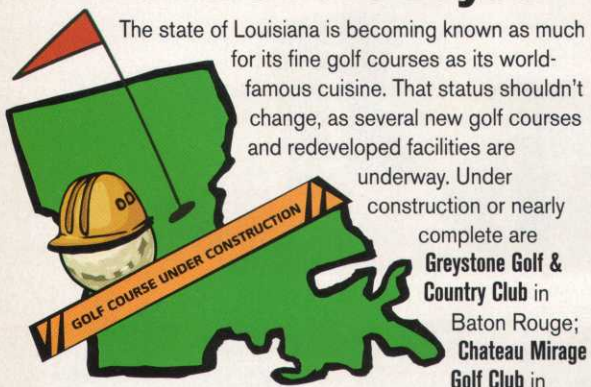 The state of Louisiana is becoming known as much
for its fine golf courses as its world-
famous cuisine. That status shouldn't
change, as several new golf courses
and redeveloped facilities are
underway. Under
construction or nearly
complete are
Greystone Golf &
Country Club in
Baton Rouge;
Chateau Mirage
Golf Club in
GOLF COURSE UNDER CONSTRUCTION